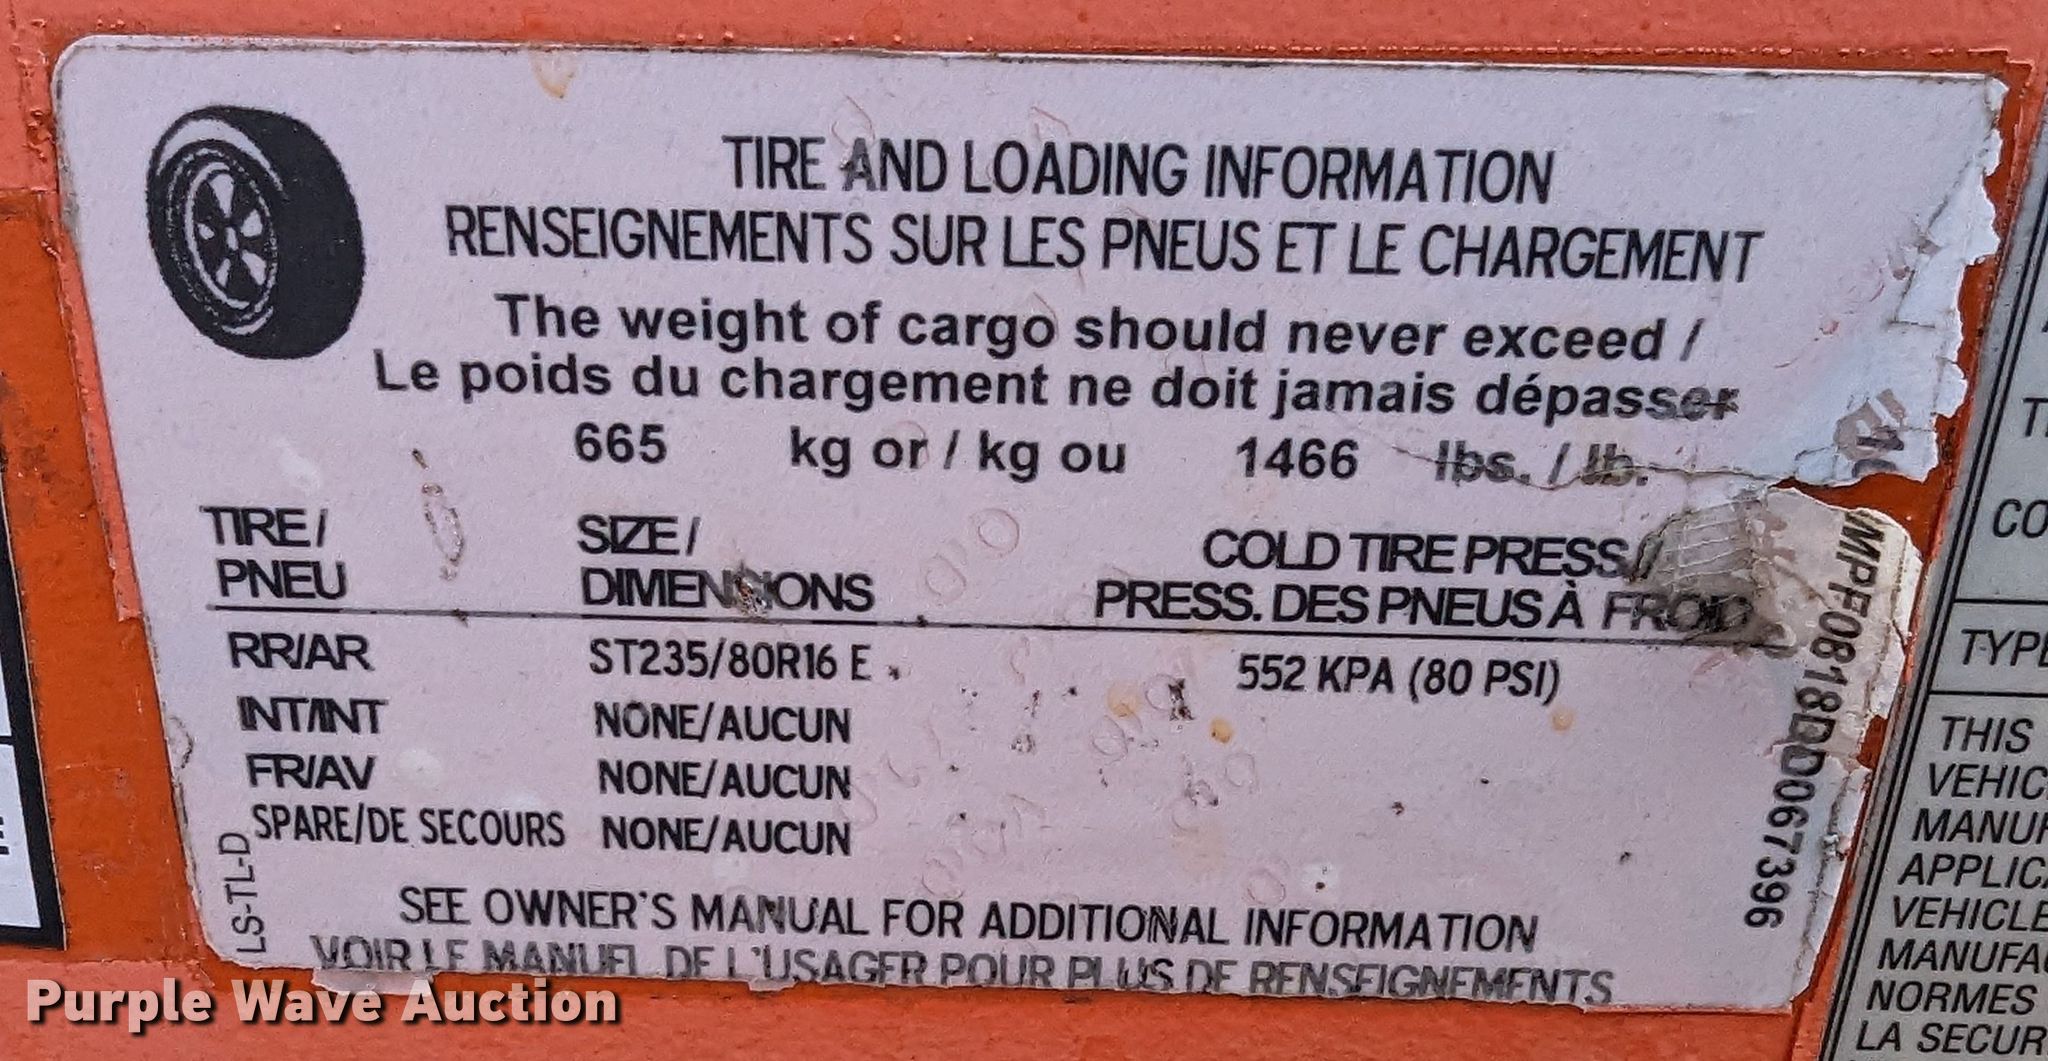 TIRE AND LOADING INFORMATION
RENSEIGNEMENTS SUR LES PNEUS ET LE CHARGEMENT
The weight of cargo should never exceed /
Le poids du chargement ne doit jamais dépasser
665 kg or / kg ou 1466 lbs. / lb.
TIRE / SIZE / COLD TIRE PRESS. /
PNEU DIMENSIONS PRESS. DES PNEUS À FROID
RR/AR ST235/80R16 E 552 KPA (80 PSI)
INT/INT NONE/AUCUN
FR/AV NONE/AUCUN
SPARE/DE SECOURS NONE/AUCUN
SEE OWNER'S MANUAL FOR ADDITIONAL INFORMATION
VOIR LE MANUEL DE L'USAGER POUR PLUS DE RENSEIGNEMENTS
LS-TL-D
CO
TYPE
THIS
VEHIC
MANUF
APPLICA
VEHICLE
MANUFA
NORMES
LA SECUR
Purple Wave Auction